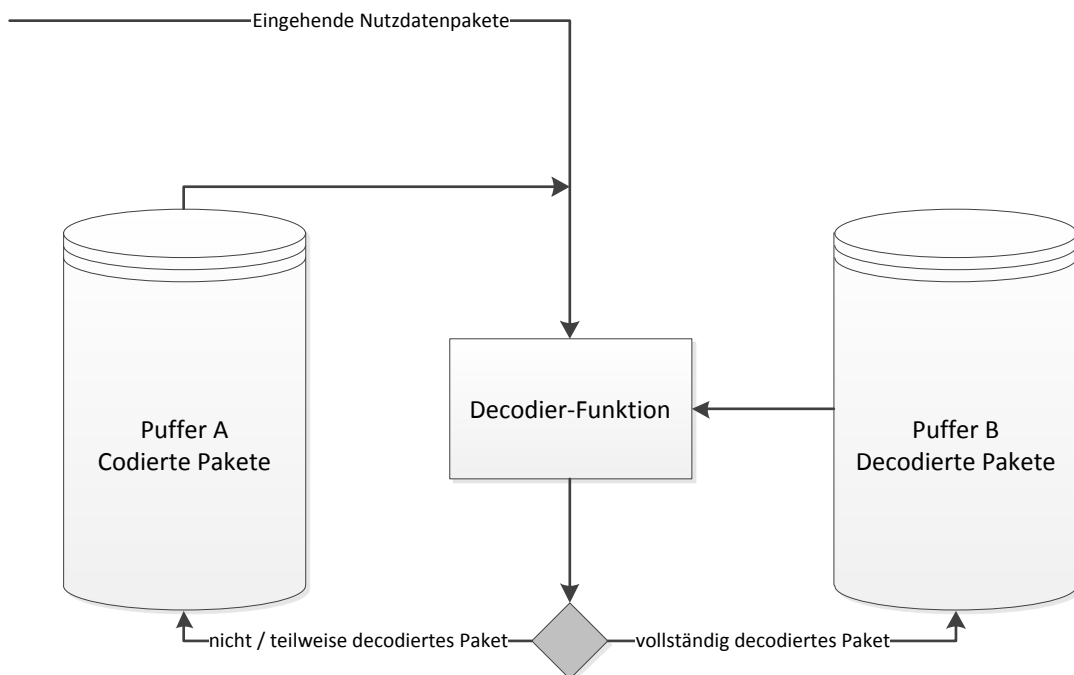 Eingehende Nutzdatenpakete
Decodier-Funktion
Puffer A
Codierte Pakete
Puffer B
Decodierte Pakete
nicht / teilweise decodiertes Paket
vollständig decodiertes Paket